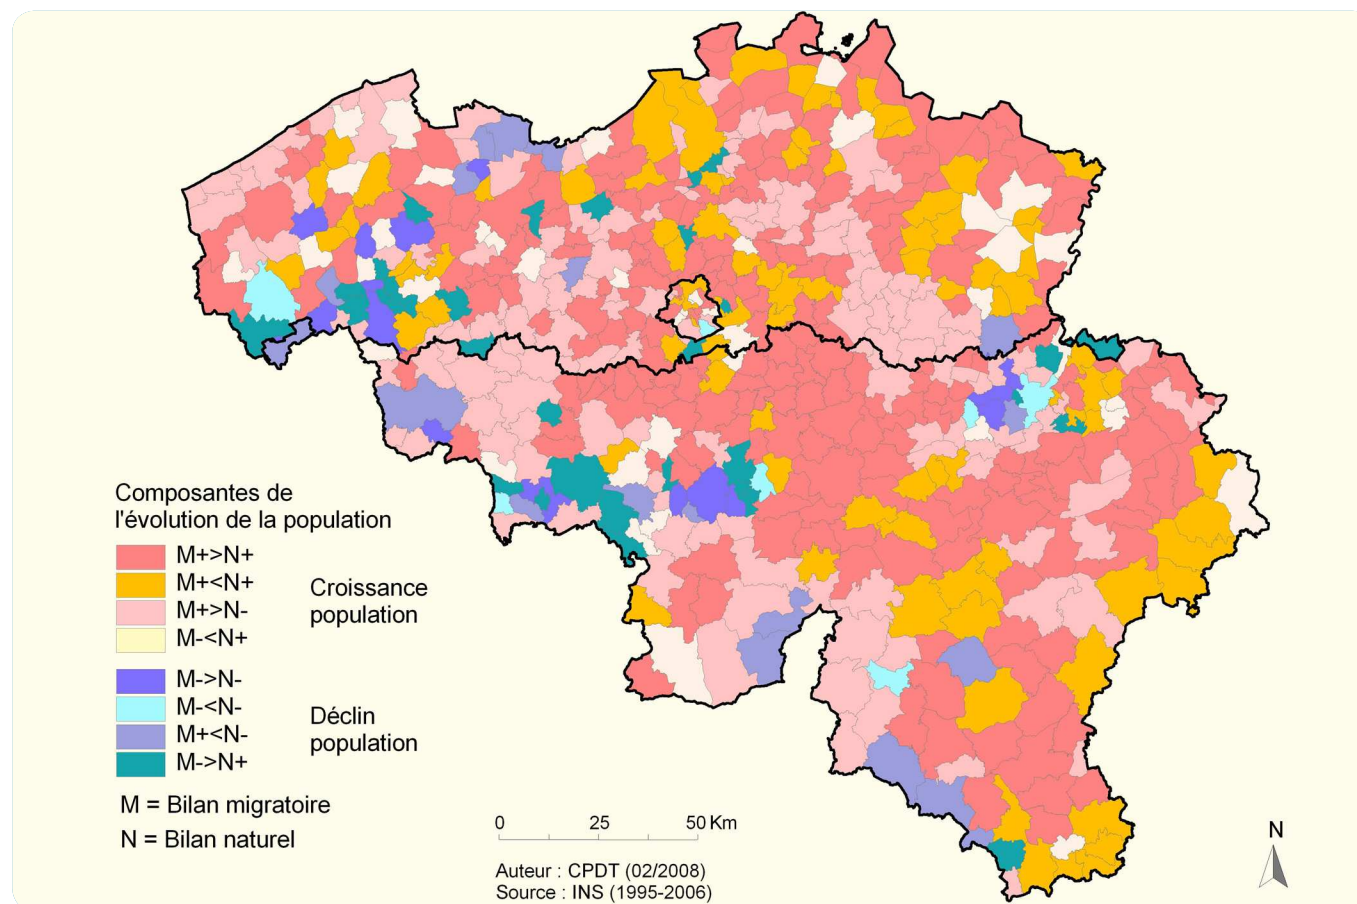 Composantes de
l'évolution de la population
M+>N+
M+<N+
Croissance
population
M+>N-
M-<N+
M->N-
M-<N-
Déclin
population
M+<N-
M->N+
M = Bilan migratoire
N = Bilan naturel
0 25 50 Km
Auteur : CPDT (02/2008)
Source : INS (1995-2006)
N